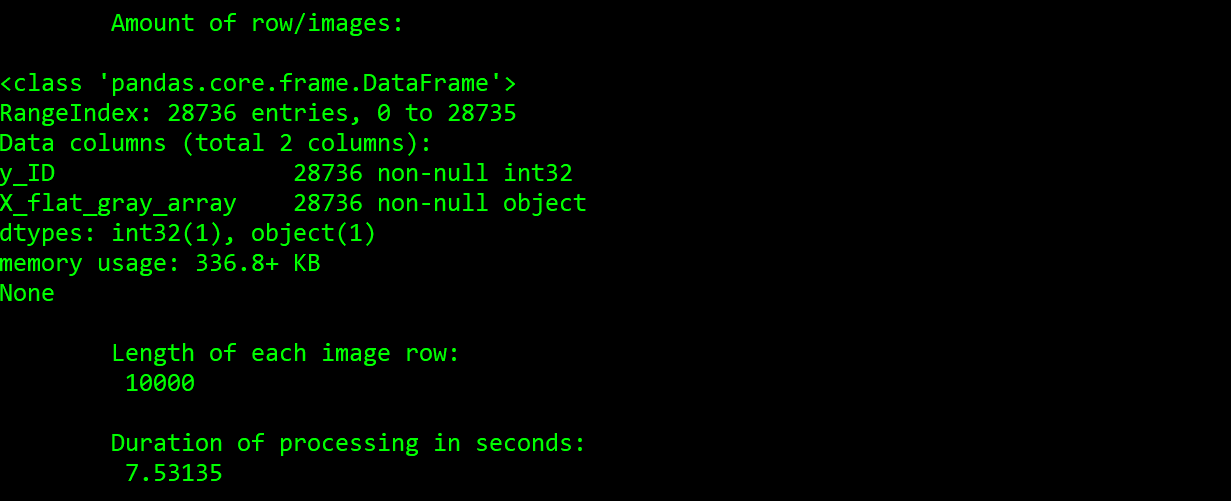 Amount of row/images:
<class 'pandas.core.frame.DataFrame'>
RangeIndex: 28736 entries, 0 to 28735
Data columns (total 2 columns):
y_ID 28736 non-null int32
X_flat_gray_array 28736 non-null object
dtypes: int32(1), object(1)
memory usage: 336.8+ KB
None
Length of each image row:
10000
Duration of processing in seconds:
7.53135